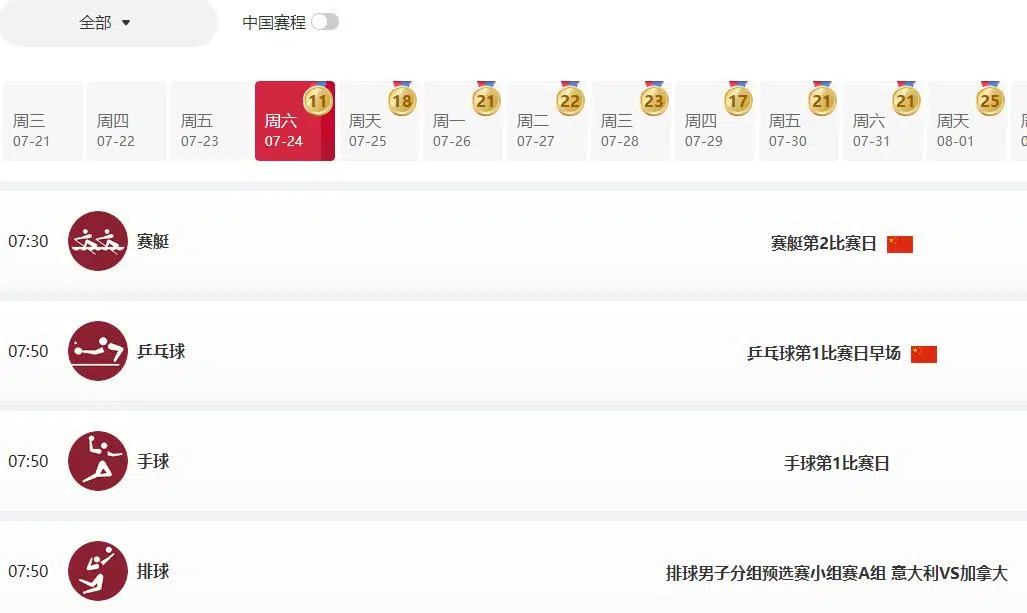 全部 中国赛程
11 18 21 22 23 17 21 21 25
周三 周四 周五 周六 周天 周一 周二 周三 周四 周五 周六 周天
07-21 07-22 07-23 07-24 07-25 07-26 07-27 07-28 07-29 07-30 07-31 08-01
07:30 赛艇 赛艇第2比赛日
07:50 乒乓球 乒乓球第1比赛日早场
07:50 手球 手球第1比赛日
07:50 排球 排球男子分组预选赛小组赛A组 意大利VS加拿大